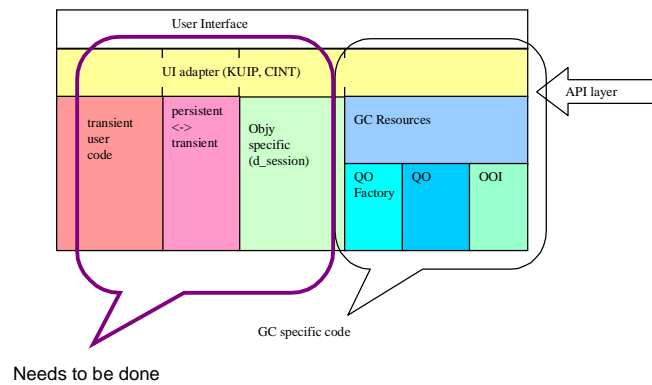 User Interface
UI adapter (KUIP, CINT)
API layer
transient
user
code
persistent
<->
transient
Objy
specific
(d_session)
GC Resources
QO
Factory
QO
OOI
GC specific code
Needs to be done